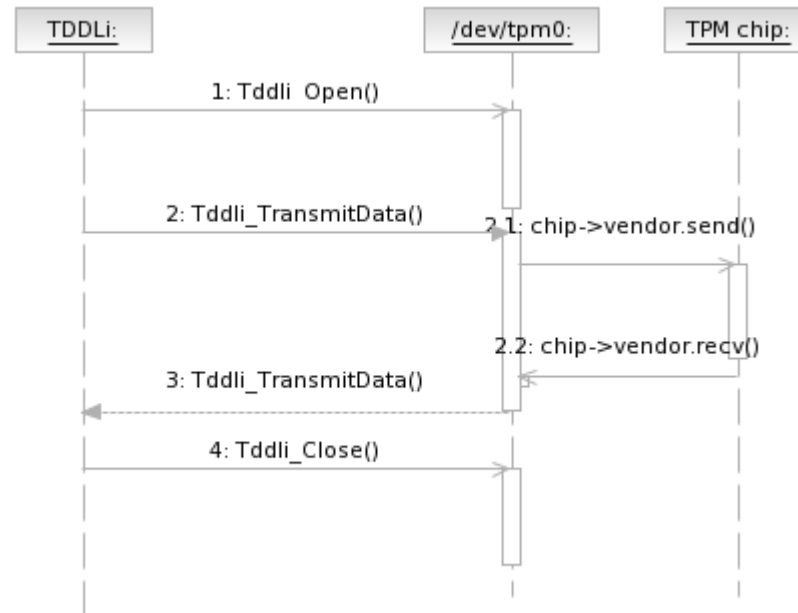 TDDLi:
/dev/tpm0:
TPM chip:
1: Tddli_Open()
2: Tddli_TransmitData()
2.1: chip->vendor.send()
2.2: chip->vendor.recv()
3: Tddli_TransmitData()
4: Tddli_Close()